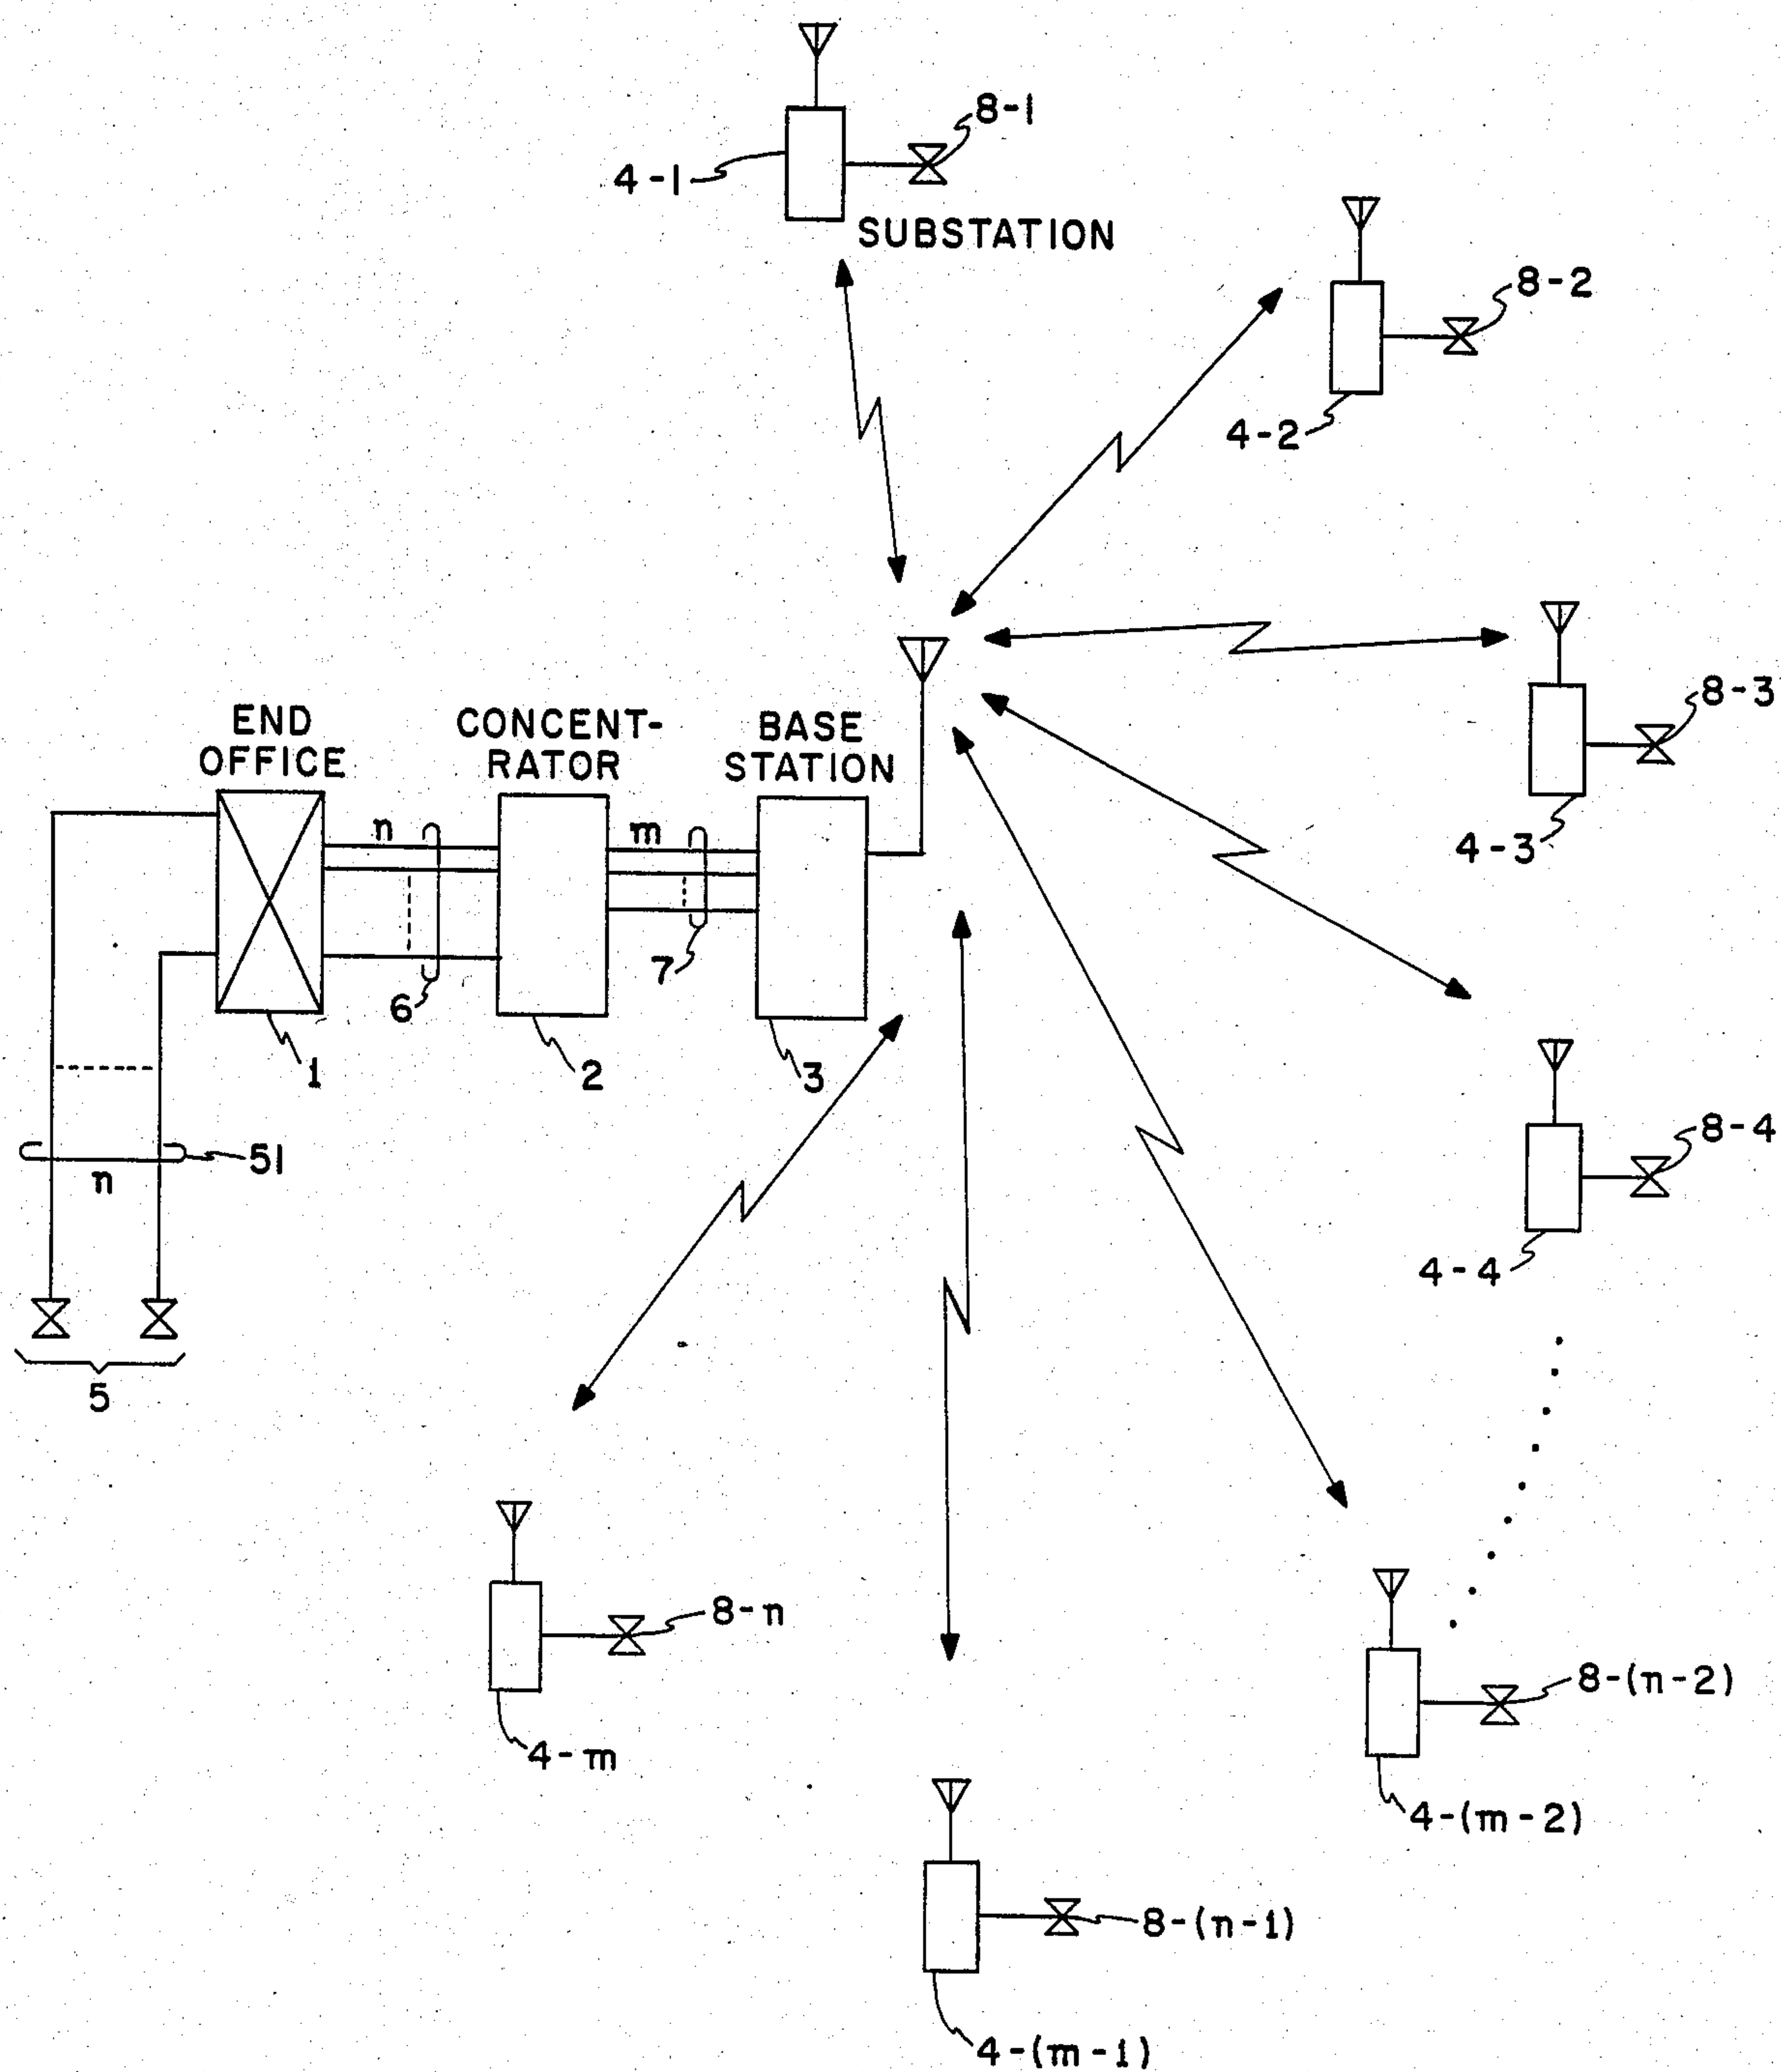 8-1
4-1
SUBSTATION
8-2
4-2
8-3
4-3
END
OFFICE
CONCENT-
RATOR
BASE
STATION
n
m
6
7
1
2
3
51
n
5
8-4
4-4
8-n
4-m
8-(n-2)
4-(m-2)
8-(n-1)
4-(m-1)